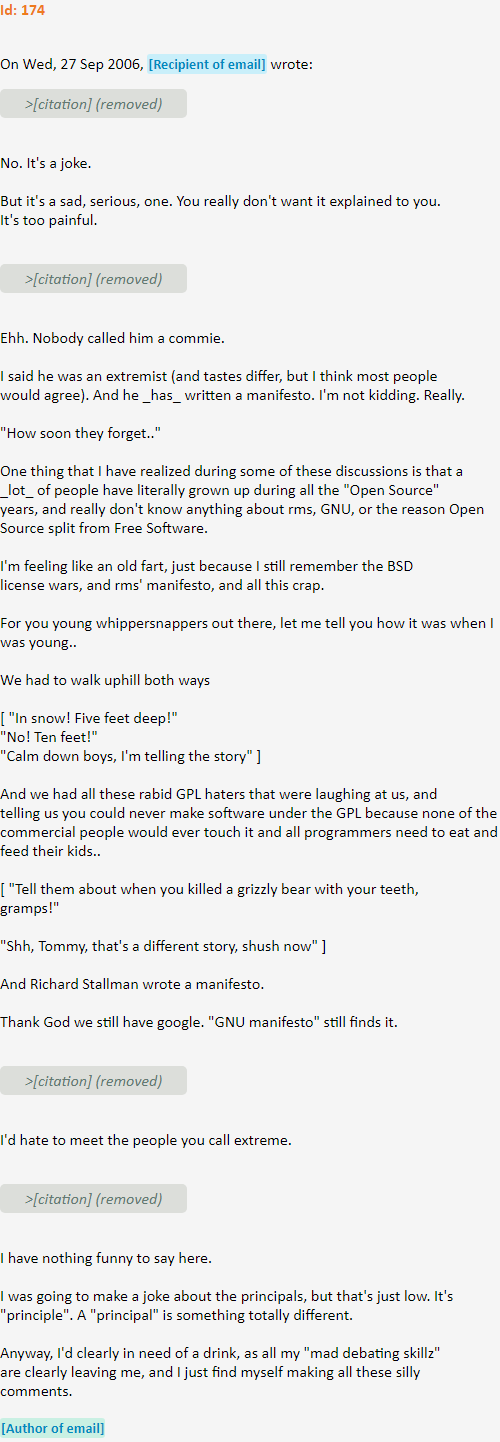 Id: 174
On Wed, 27 Sep 2006, [Recipient of email] wrote:
>[citation] (removed)
No. It's a joke.
But it's a sad, serious, one. You really don't want it explained to you.
It's too painful.
>[citation] (removed)
Ehh. Nobody called him a commie.
I said he was an extremist (and tastes differ, but I think most people
would agree). And he _has_ written a manifesto. I'm not kidding. Really.
"How soon they forget.."
One thing that I have realized during some of these discussions is that a
_lot_ of people have literally grown up during all the "Open Source"
years, and really don't know anything about rms, GNU, or the reason Open
Source split from Free Software.
I'm feeling like an old fart, just because I still remember the BSD
license wars, and rms' manifesto, and all this crap.
For you young whippersnappers out there, let me tell you how it was when I
was young..
We had to walk uphill both ways
[ "In snow! Five feet deep!"
"No! Ten feet!"
"Calm down boys, I'm telling the story" ]
And we had all these rabid GPL haters that were laughing at us, and
telling us you could never make software under the GPL because none of the
commercial people would ever touch it and all programmers need to eat and
feed their kids..
[ "Tell them about when you killed a grizzly bear with your teeth,
gramps!"
"Shh, Tommy, that's a different story, shush now" ]
And Richard Stallman wrote a manifesto.
Thank God we still have google. "GNU manifesto" still finds it.
>[citation] (removed)
I'd hate to meet the people you call extreme.
>[citation] (removed)
I have nothing funny to say here.
I was going to make a joke about the principals, but that's just low. It's
"principle". A "principal" is something totally different.
Anyway, I'd clearly in need of a drink, as all my "mad debating skillz"
are clearly leaving me, and I just find myself making all these silly
comments.
[Author of email]